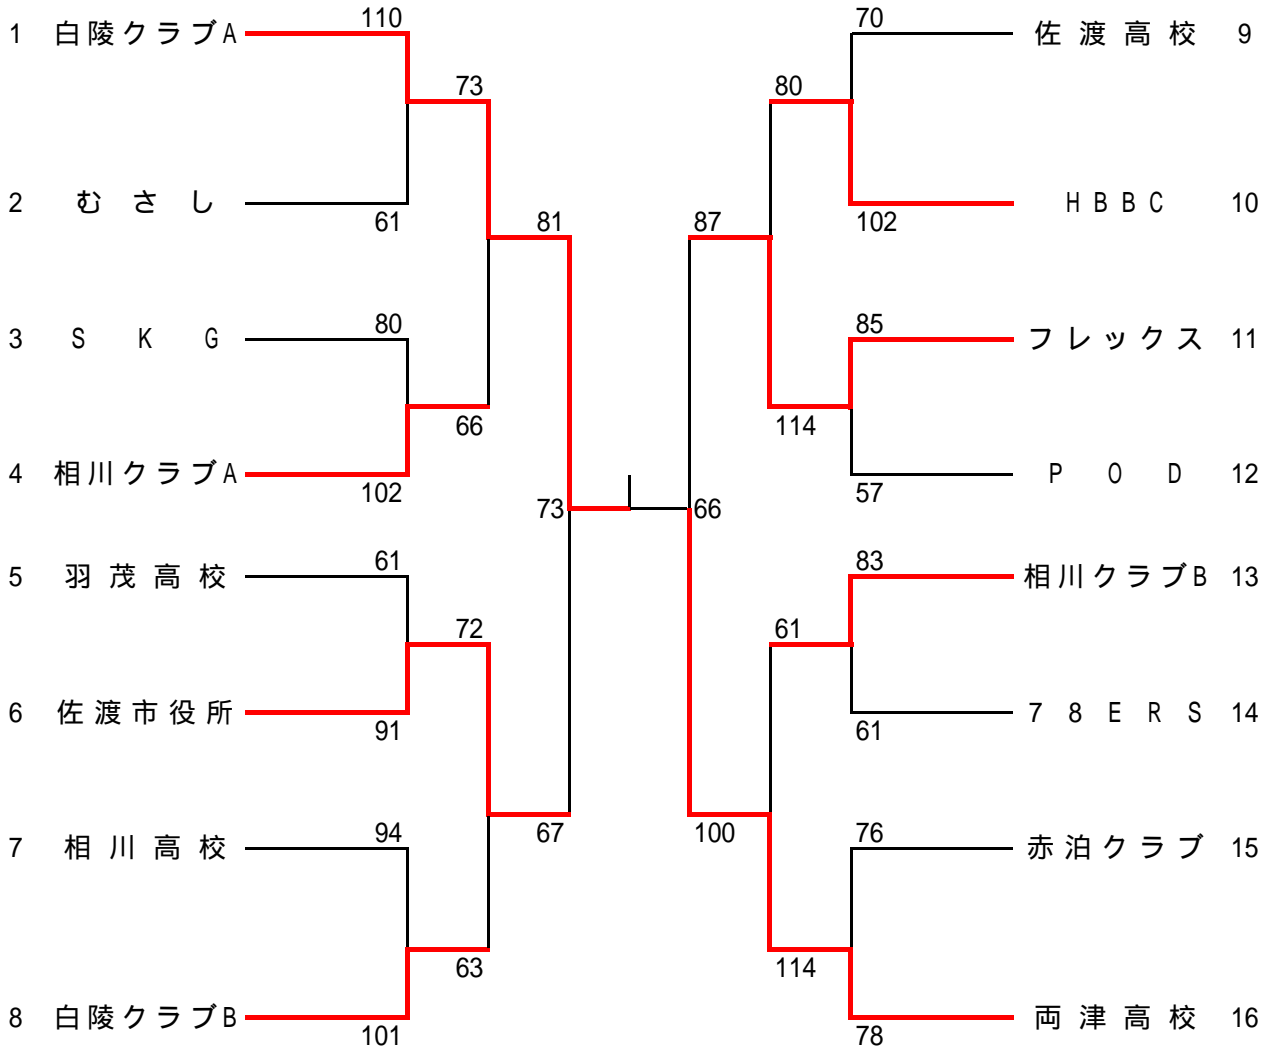 110 70
1 白陵クラブA 佐渡高校 9
73 80
2 むさし HBBC 10
61 81 87 102
80 85
3 SKG フレックス 11
66 114
4 相川クラブA POD 12
102 73 66 57
61 83
5 羽茂高校 相川クラブB 13
72 61
6 佐渡市役所 78ERS 14
91 61
94 67 100 76
7 相川高校 赤泊クラブ 15
63 114
8 白陵クラブB 両津高校 16
101 78